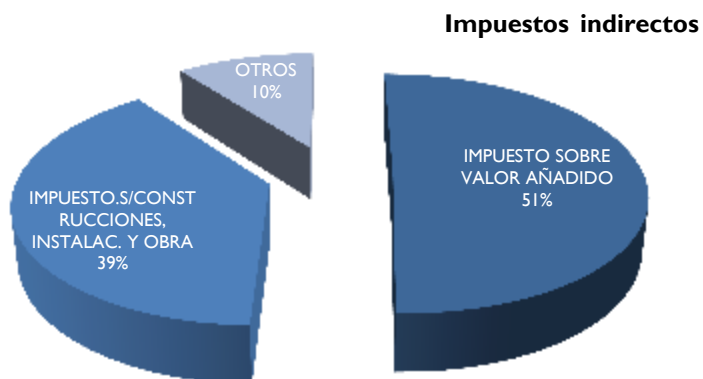 Impuestos indirectos
OTROS
10%
IMPUESTO SOBRE
VALOR AÑADIDO
51%
IMPUESTO.S/CONST
RUCCIONES,
INSTALAC. Y OBRA
39%